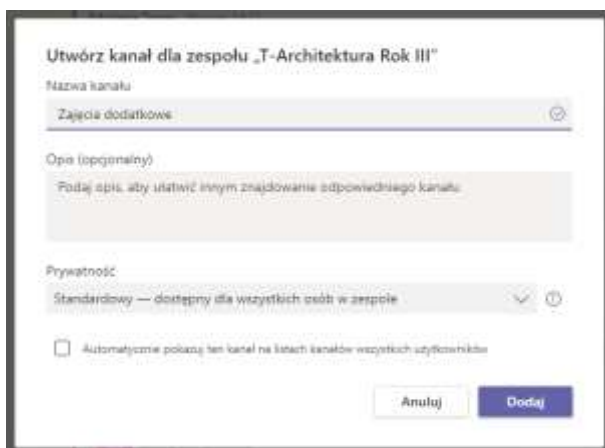 Utwórz kanał dla zespołu „T-Architektura Rok III"
Nazwa kanału
Zajęcia dodatkowe
Opis (opcjonalny)
Podaj opis, aby ułatwić innym znajdowanie odpowiedniego kanału
Prywatność
Standardowy — dostępny dla wszystkich osób w zespole
Automatycznie pokazuj ten kanał na listach kanałów wszystkich użytkowników
Anuluj
Dodaj